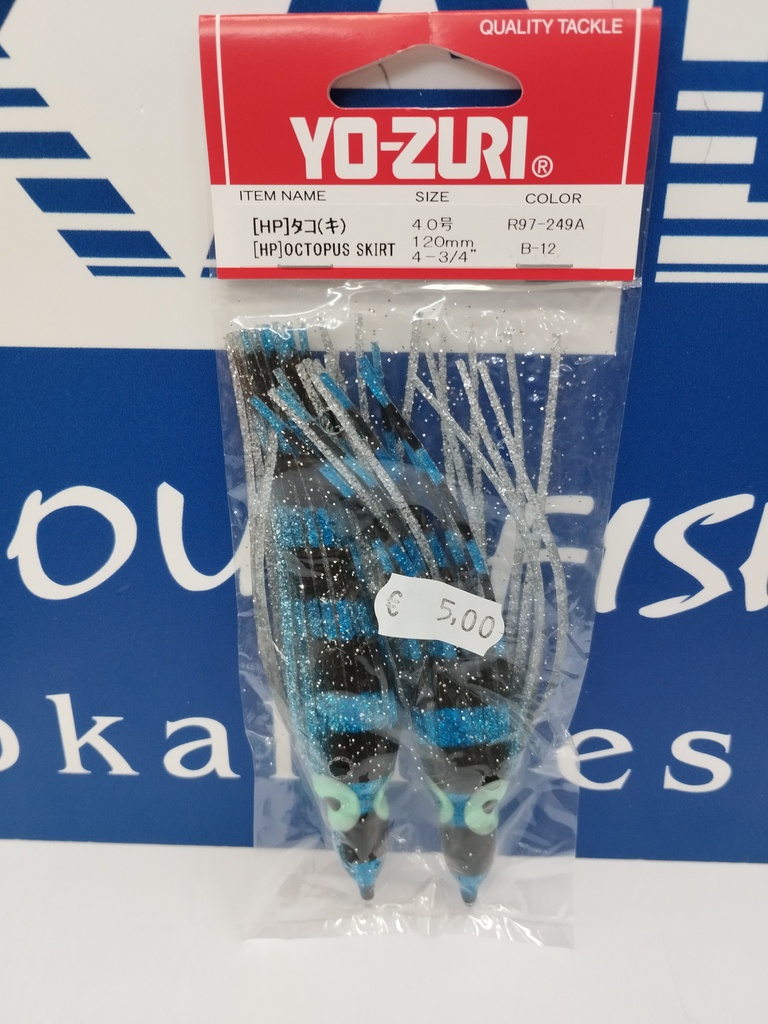 QUALITY TACKLE
YO-ZURI®
ITEM NAME SIZE COLOR
[HP]タコ(キ) 4.0号 R97-249A
[HP]OCTOPUS SKIRT 120mm B-12
4-3/4"
€ 5,00